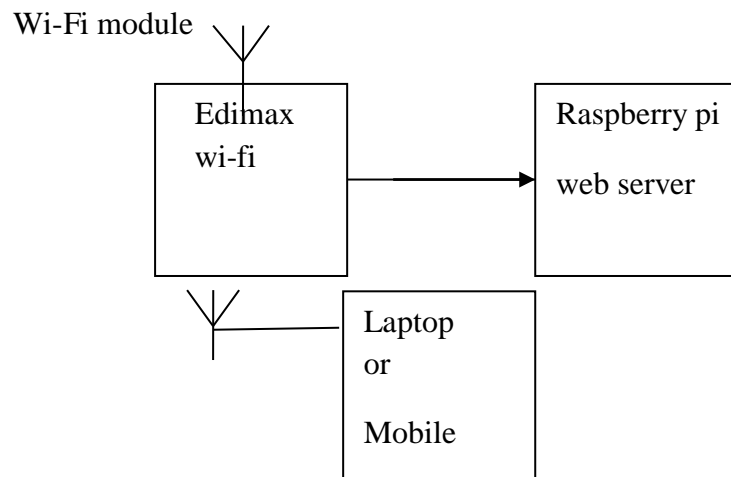 Wi-Fi module
Edimax
wi-fi
Raspberry pi
web server
Laptop
or
Mobile